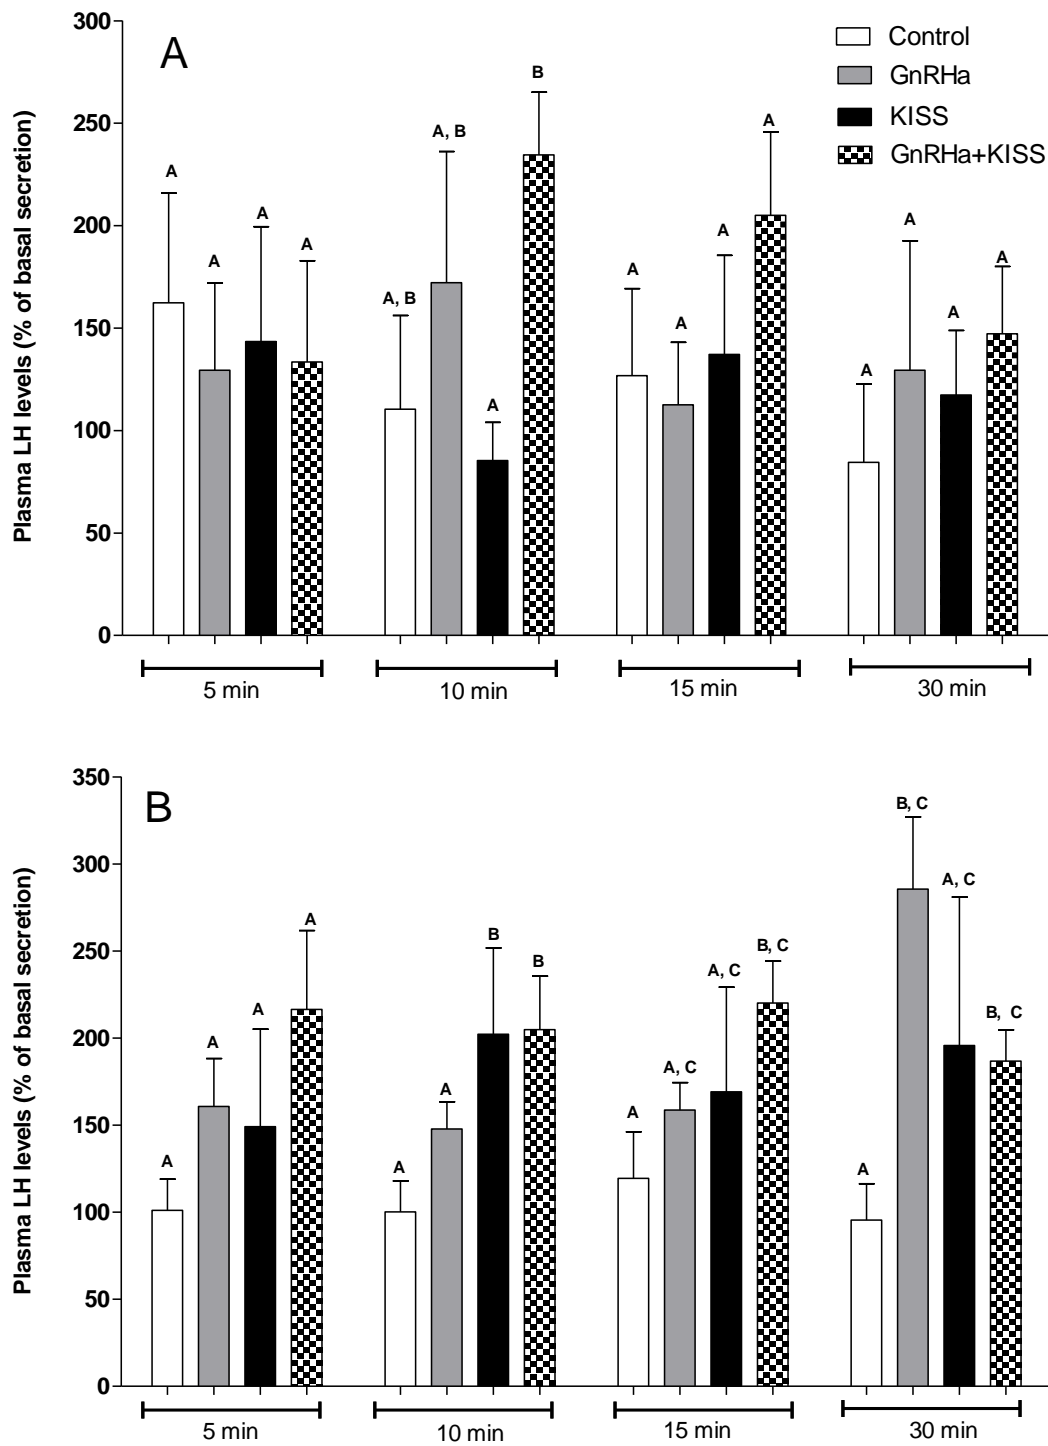 300
A
Control
GnRHa
KISS
GnRHa+KISS
B
A, B
A
250
A
A
A
A
A
A
200
A
A
A
A
A
A, B
150
A
A
A
100
50
0
Plasma LH levels (% of basal secretion)
5 min
10 min
15 min
30 min
350
B
B, C
300
A, C
A
B
B
B, C
250
A, C
B, C
A
A
200
A, C
A
A
150
A
A
A
100
50
0
Plasma LH levels (% of basal secretion)
5 min
10 min
15 min
30 min